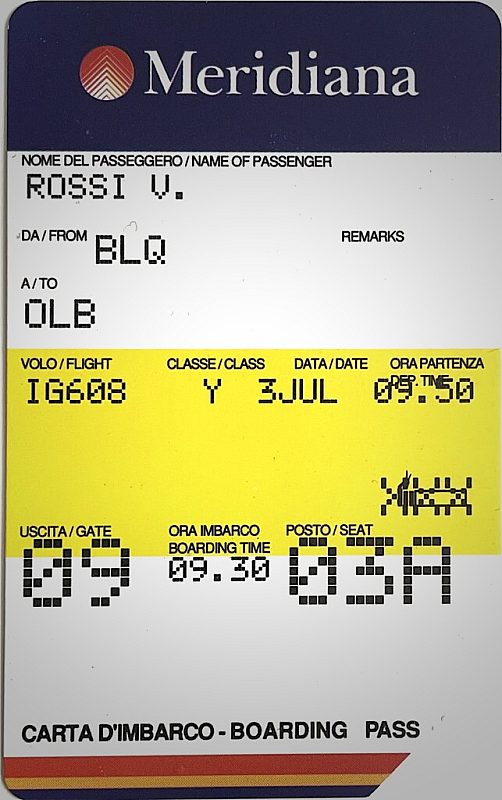 Meridiana
NOME DEL PASSEGGERO / NAME OF PASSENGER
ROSSI V.
DA / FROM BLQ REMARKS
A / TO
OLB
VOLO / FLIGHT CLASSE / CLASS DATA / DATE ORA PARTENZA
DEP. TIME
IG608 Y 3JUL 09.50
USCITA / GATE ORA IMBARCO POSTO / SEAT
BOARDING TIME
09 09.30 03A
CARTA D'IMBARCO - BOARDING PASS